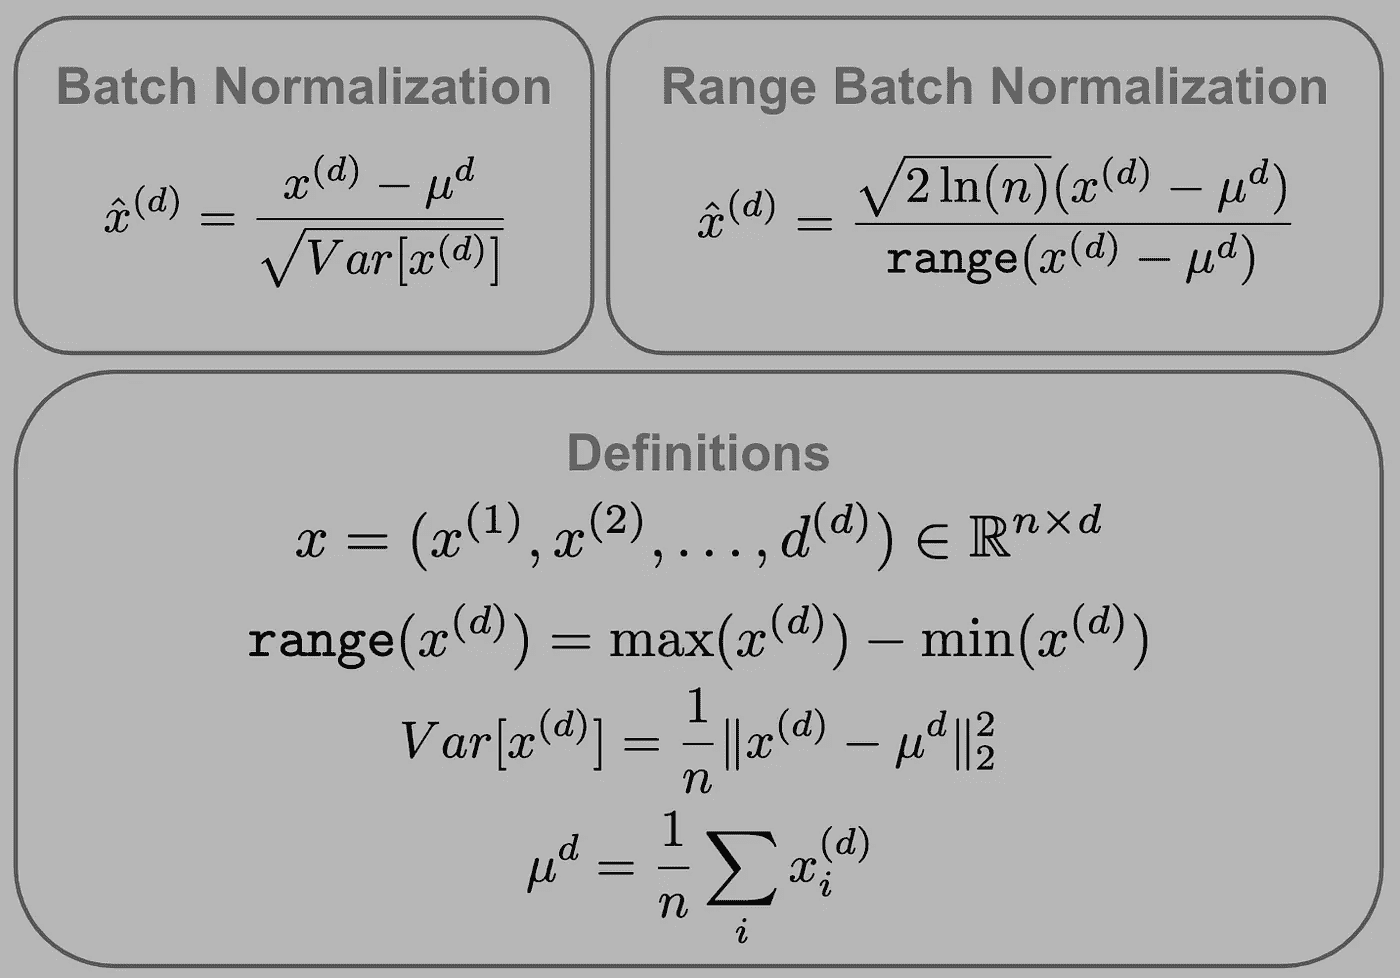 Batch Normalization
x̂^(d) = (x^(d) − μ^d) / √(Var[x^(d)])
Range Batch Normalization
x̂^(d) = √(2 ln(n)) (x^(d) − μ^d) / range(x^(d) − μ^d)
Definitions
x = (x^(1), x^(2), . . . , d^(d)) ∈ ℝ^(n×d)
range(x^(d)) = max(x^(d)) − min(x^(d))
Var[x^(d)] = 1/n ‖x^(d) − μ^d‖₂²
μ^d = 1/n ∑_i x_i^(d)